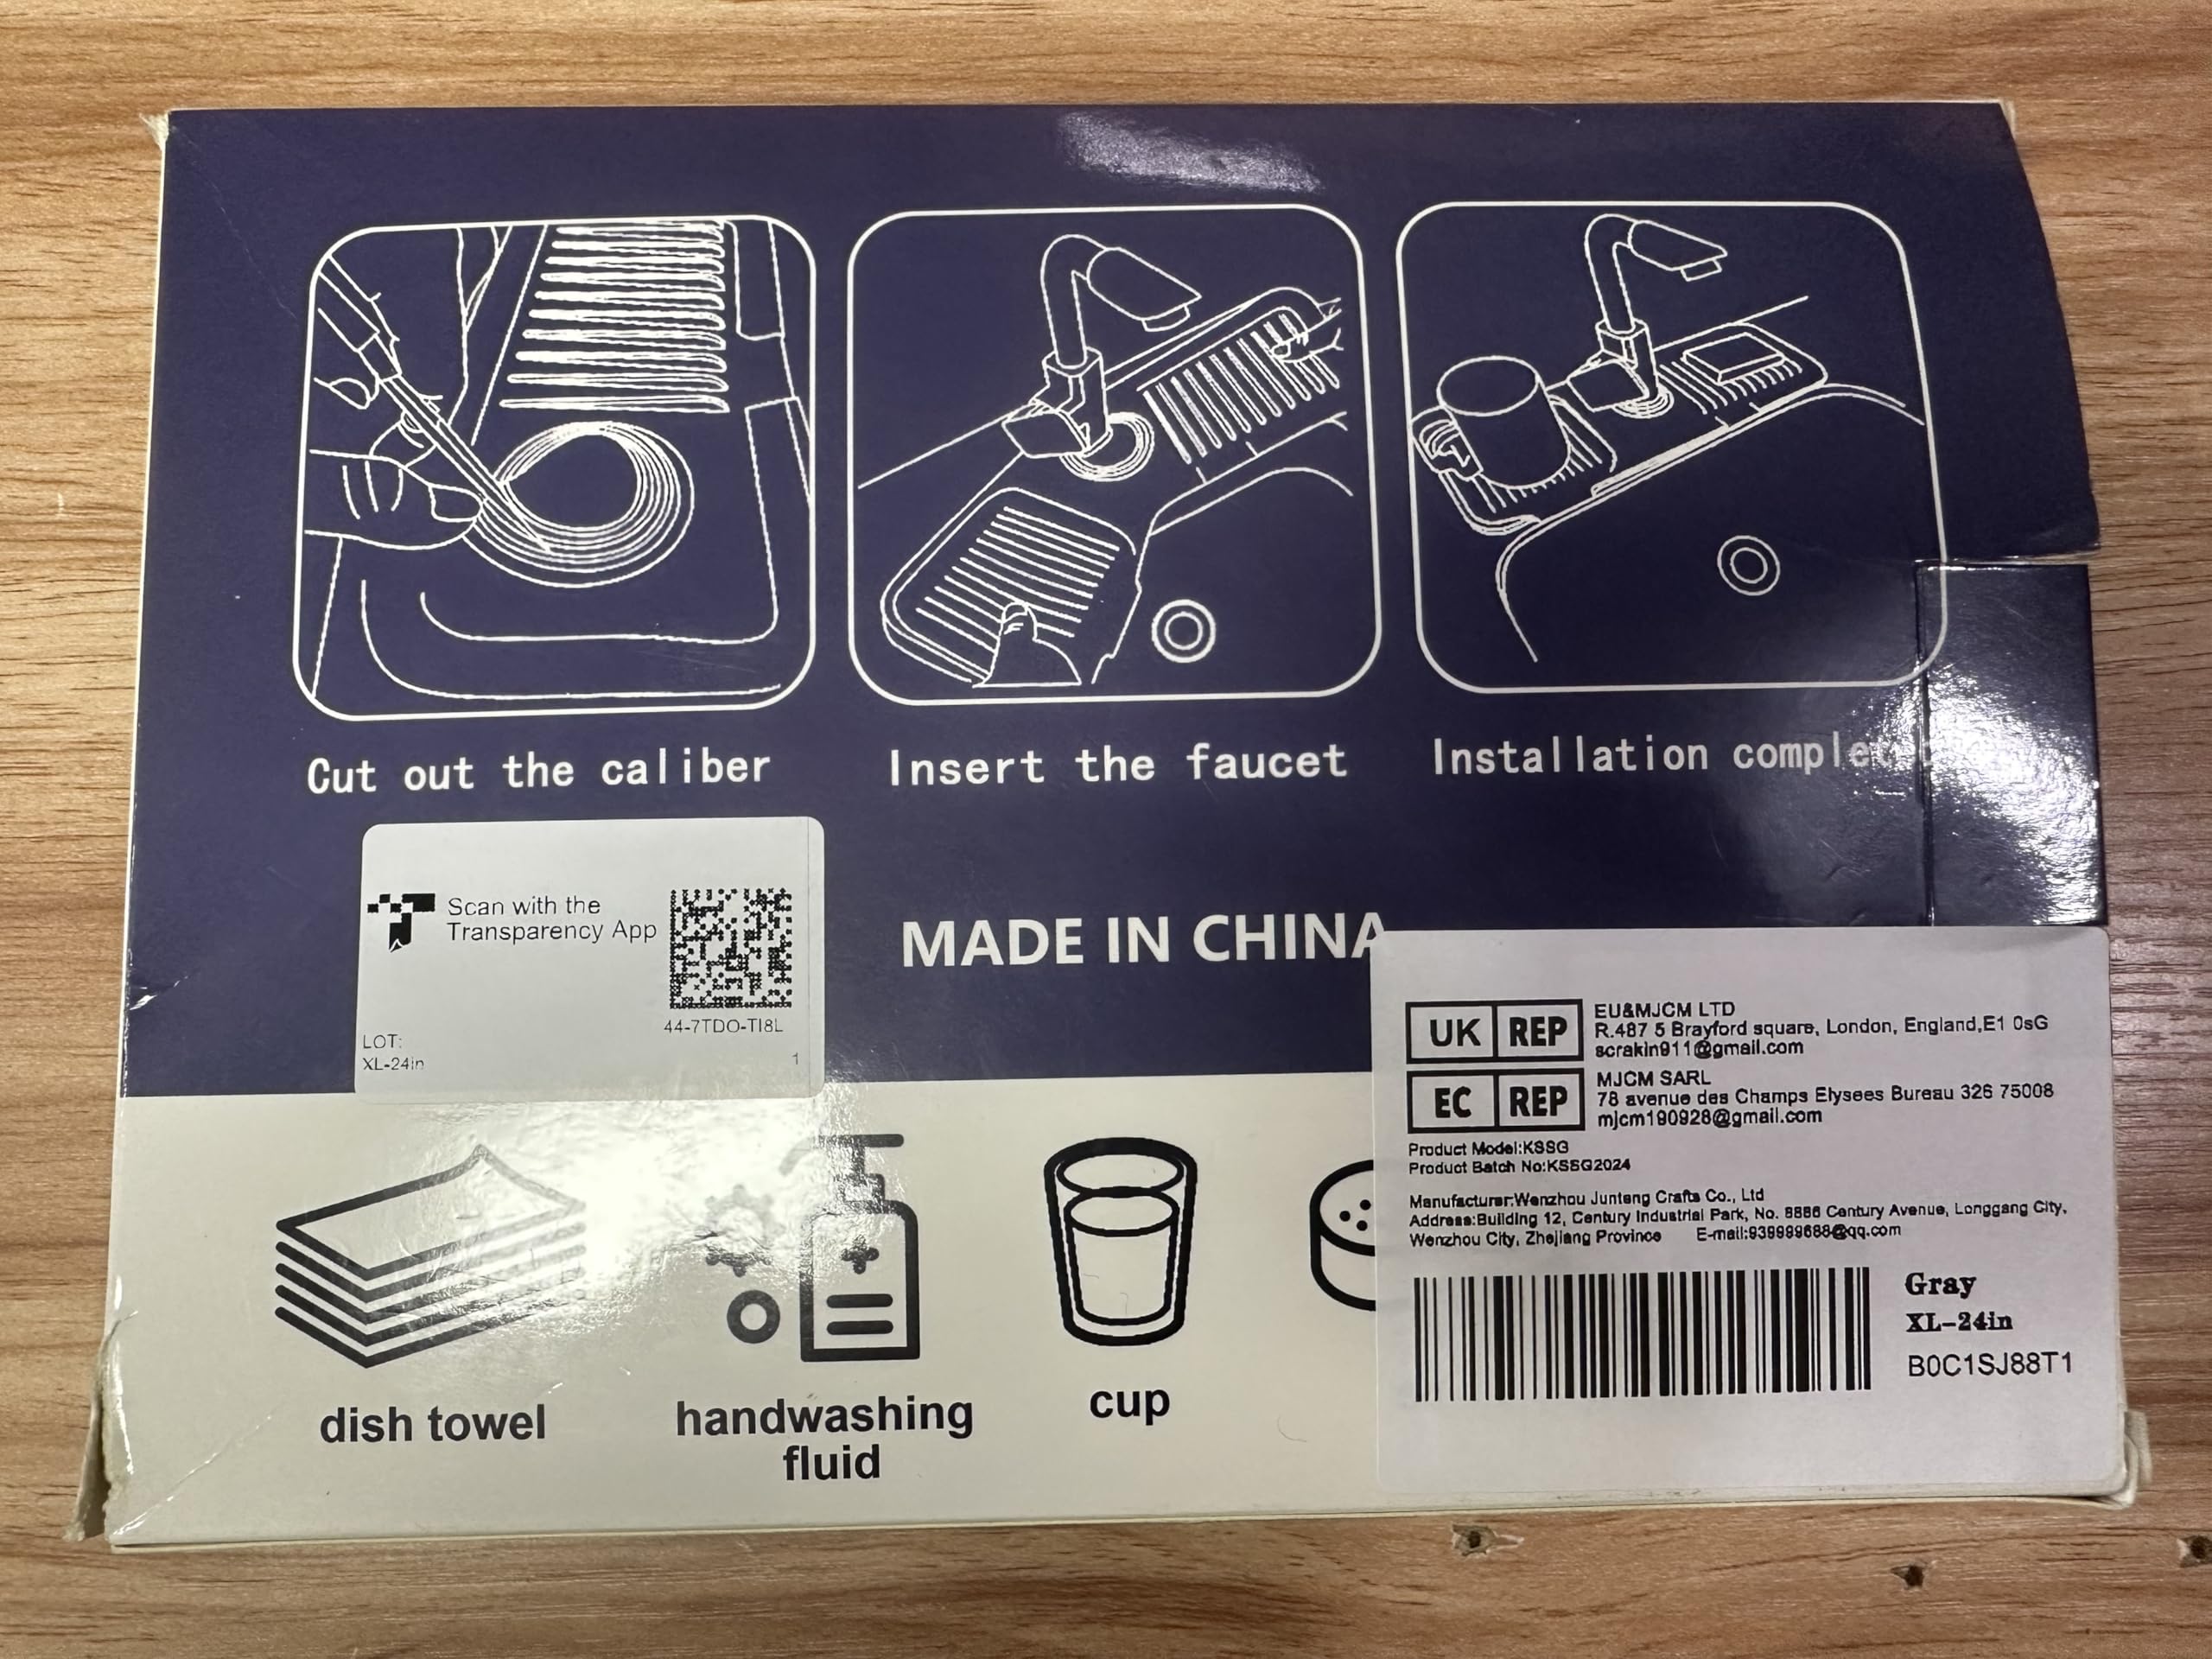 Cut out the caliber
Insert the faucet
Installation
Scan with the
Transparency App
44-7TDO-TI8L
LOT:
XL-24in
1
MADE IN CHINA
UK REP
EU&MJCM LTD
R.487 5 Brayford square, London, England,E1 0sG
scrakin911@gmail.com
EC REP
MJCM SARL
78 avenue des Champs Elysees Bureau 326 75008
mjcm190928@gmail.com
Product Model:KSSG
Product Batch No:KSSG2024
Manufacturer:Wenzhou Junteng Crafts Co., Ltd
Address:Building 12, Century Industrial Park, No. 8886 Century Avenue, Longgang City,
Wenzhou City, Zhejiang Province E-mail:939999688@qq.com
Gray
XL-24in
B0C1SJ88T1
dish towel
handwashing
fluid
cup